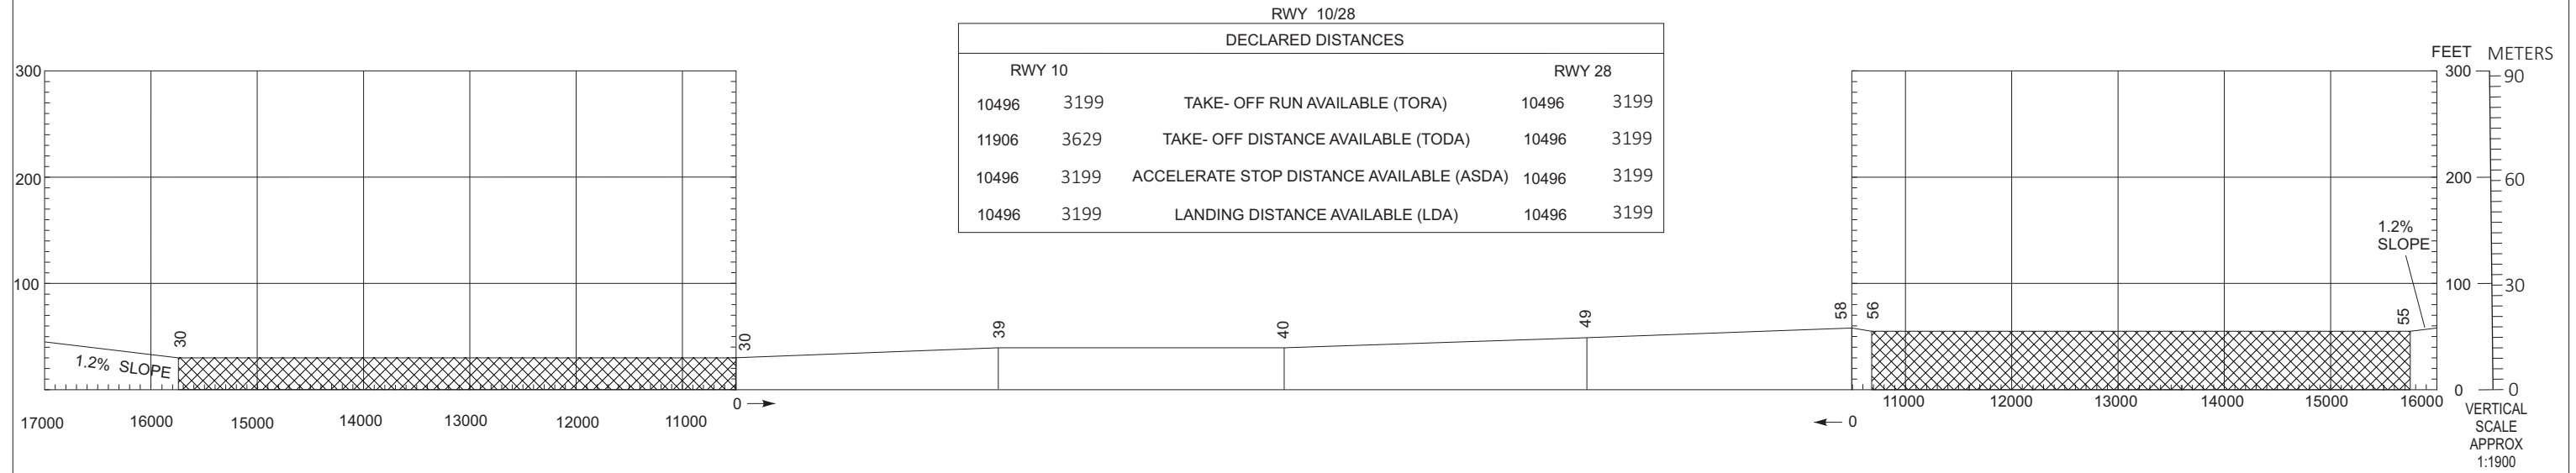 RWY 10/28
DECLARED DISTANCES
RWY 10 RWY 28
10496 3199 TAKE- OFF RUN AVAILABLE (TORA) 10496 3199
11906 3629 TAKE- OFF DISTANCE AVAILABLE (TODA) 10496 3199
10496 3199 ACCELERATE STOP DISTANCE AVAILABLE (ASDA) 10496 3199
10496 3199 LANDING DISTANCE AVAILABLE (LDA) 10496 3199
300
200
100
30
1.2% SLOPE
17000 16000 15000 14000 13000 12000 11000
0
30
39
40
49
58
56
55
1.2%
SLOPE
0
11000 12000 13000 14000 15000 16000
FEET METERS
300 90
200 60
100 30
0 0
VERTICAL
SCALE
APPROX
1:1900